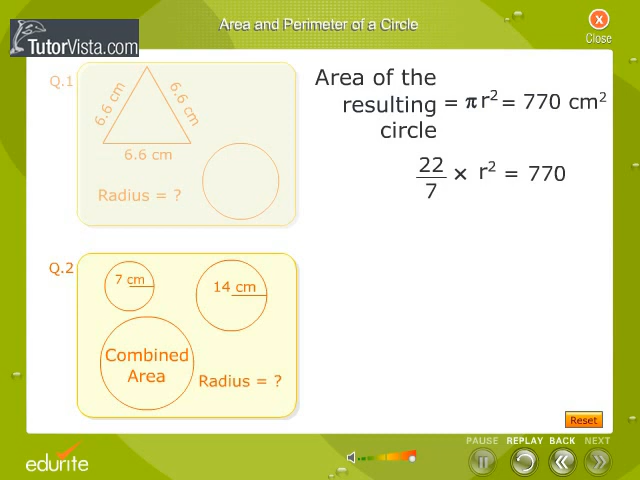 Area and Perimeter of a Circle
Close
TutorVista.com
Q.1
6.6 cm
6.6 cm
6.6 cm
Radius = ?
Area of the
resulting = πr² = 770 cm²
circle
22/7 × r² = 770
Q.2
7 cm
14 cm
Combined
Area
Radius = ?
Reset
PAUSE REPLAY BACK NEXT
edurite